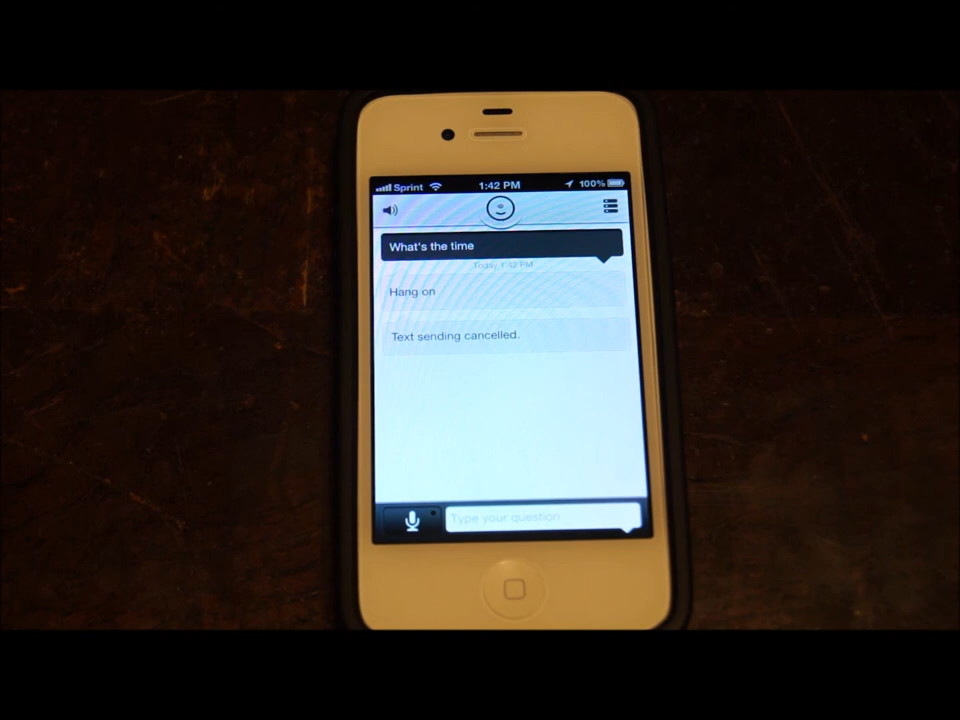 Sprint 1:42 PM 100%
What's the time
Today 1:42 PM
Hang on
Text sending cancelled.
Type your question